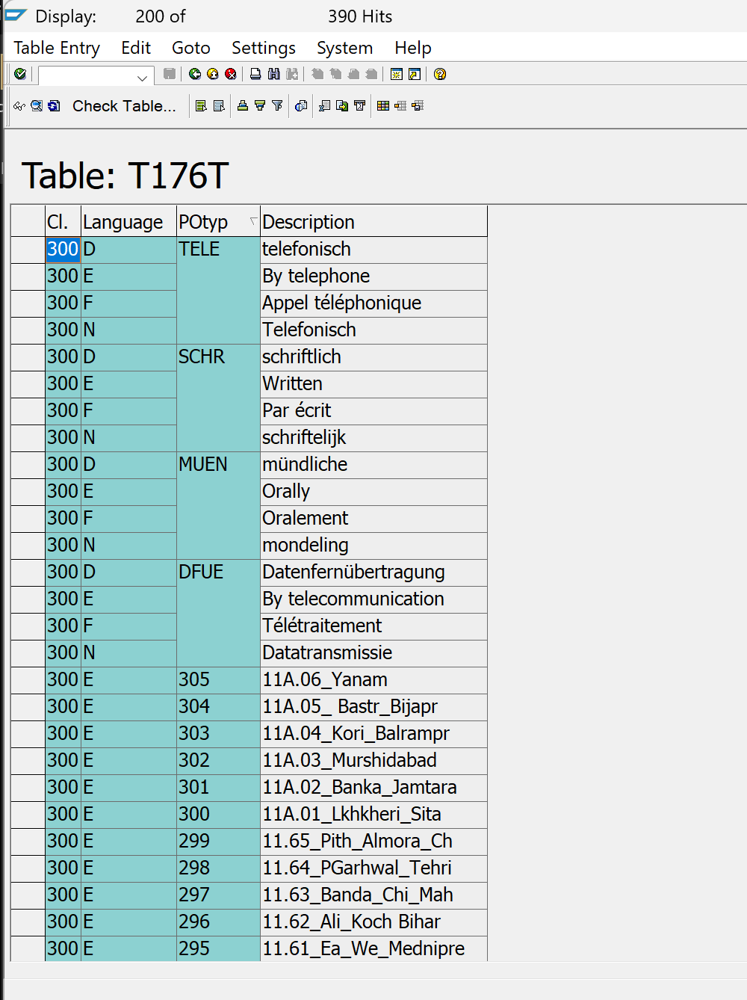 Display: 200 of 390 Hits
Table Entry Edit Goto Settings System Help
Check Table...
Table: T176T
Cl. Language POtyp Description
300 D TELE telefonisch
300 E By telephone
300 F Appel téléphonique
300 N Telefonisch
300 D SCHR schriftlich
300 E Written
300 F Par écrit
300 N schriftelijk
300 D MUEN mündliche
300 E Orally
300 F Oralement
300 N mondeling
300 D DFUE Datenfernübertragung
300 E By telecommunication
300 F Télétraitement
300 N Datatransmissie
300 E 305 11A.06_Yanam
300 E 304 11A.05_ Bastr_Bijapr
300 E 303 11A.04_Kori_Balrampr
300 E 302 11A.03_Murshidabad
300 E 301 11A.02_Banka_Jamtara
300 E 300 11A.01_Lkhkheri_Sita
300 E 299 11.65_Pith_Almora_Ch
300 E 298 11.64_PGarhwal_Tehri
300 E 297 11.63_Banda_Chi_Mah
300 E 296 11.62_Ali_Koch Bihar
300 E 295 11.61_Ea_We_Mednipre